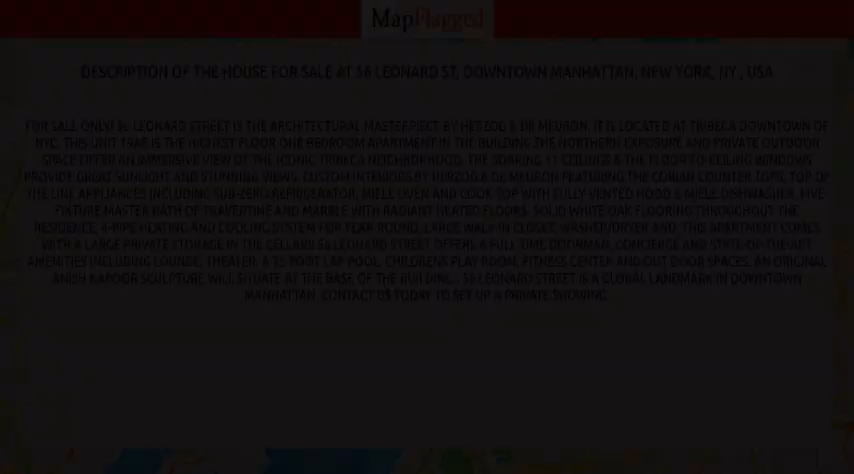 MapFlagged
DESCRIPTION OF THE HOUSE FOR SALE AT 56 LEONARD ST, DOWNTOWN MANHATTAN, NEW YORK, NY , USA
FOR SALE ONLY! 56 LEONARD STREET IS THE ARCHITECTURAL MASTERPIECE BY HERZOG & DE MEURON. IT IS LOCATED AT TRIBECA DOWNTOWN OF
NYC. THIS UNIT IS THE HIGHEST FLOOR ONE BEDROOM APARTMENT IN THE BUILDING. THE NORTHERN EXPOSURE AND PRIVATE OUTDOOR
SPACE OFFER AN IMMERSIVE VIEW OF THE ICONIC TRIBECA NEIGHBORHOOD. THE SOARING 11' CEILINGS & THE FLOOR-TO-CEILING WINDOWS
PROVIDE GREAT SUNLIGHT AND STUNNING VIEWS. CUSTOM INTERIORS BY HERZOG & DE MEURON FEATURING THE CORIAN COUNTER TOPS, TOP OF
THE LINE APPLIANCES INCLUDING SUB-ZERO REFRIGERATOR, MIELE OVEN AND COOK TOP WITH FULLY VENTED HOOD & MIELE DISHWASHER. FIVE
FIXTURE MASTER BATH OF TRAVERTINE AND MARBLE WITH RADIANT HEATED FLOORS. SOLID WHITE OAK FLOORING THROUGHOUT THE
RESIDENCE, 4-PIPE HEATING AND COOLING SYSTEM FOR YEAR ROUND, LARGE WALK-IN CLOSET, WASHER/DRYER AND THIS APARTMENT COMES
WITH A LARGE PRIVATE STORAGE IN THE CELLAR! 56 LEONARD STREET OFFERS A FULL TIME DOORMAN, CONCIERGE AND STATE-OF-THE-ART
AMENITIES INCLUDING LOUNGE, THEATER, A 75 FOOT LAP POOL, CHILDRENS PLAY ROOM, FITNESS CENTER AND OUT DOOR SPACES. AN ORIGINAL
ANISH KAPOOR SCULPTURE WILL SITUATE AT THE BASE OF THE BUILDING. . 56 LEONARD STREET IS A GLOBAL LANDMARK IN DOWNTOWN
MANHATTAN. CONTACT US TODAY TO SET UP A PRIVATE SHOWING.